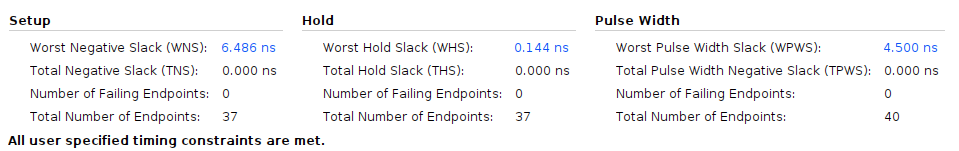 Setup Hold Pulse Width
Worst Negative Slack (WNS): 6.486 ns Worst Hold Slack (WHS): 0.144 ns Worst Pulse Width Slack (WPWS): 4.500 ns
Total Negative Slack (TNS): 0.000 ns Total Hold Slack (THS): 0.000 ns Total Pulse Width Negative Slack (TPWS): 0.000 ns
Number of Failing Endpoints: 0 Number of Failing Endpoints: 0 Number of Failing Endpoints: 0
Total Number of Endpoints: 37 Total Number of Endpoints: 37 Total Number of Endpoints: 40
All user specified timing constraints are met.